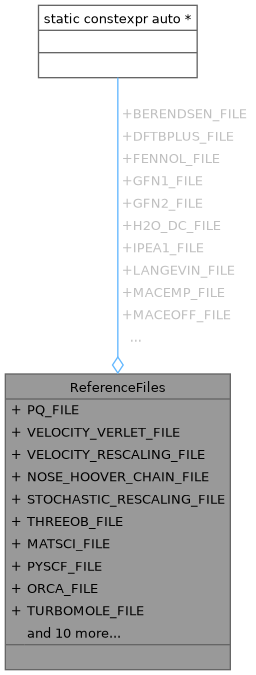 static constexpr auto *
+BERENDSEN_FILE
+DFTBPLUS_FILE
+FENNOL_FILE
+GFN1_FILE
+GFN2_FILE
+H2O_DC_FILE
+IPEA1_FILE
+LANGEVIN_FILE
+MACEMP_FILE
+MACEOFF_FILE
...
ReferenceFiles
+ PQ_FILE
+ VELOCITY_VERLET_FILE
+ VELOCITY_RESCALING_FILE
+ NOSE_HOOVER_CHAIN_FILE
+ STOCHASTIC_RESCALING_FILE
+ THREEOB_FILE
+ MATSCI_FILE
+ PYSCF_FILE
+ ORCA_FILE
+ TURBOMOLE_FILE
and 10 more...